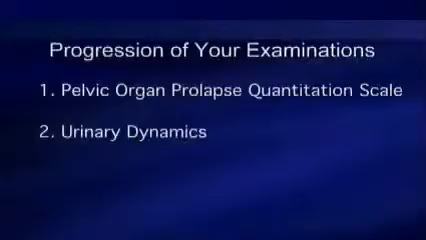 Progression of Your Examinations
1. Pelvic Organ Prolapse Quantitation Scale
2. Urinary Dynamics